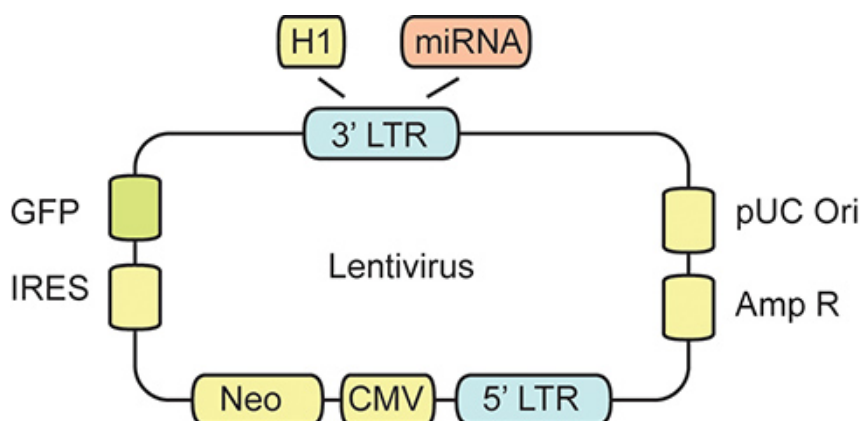 H1
miRNA
3' LTR
GFP
pUC Ori
Lentivirus
IRES
Amp R
Neo
CMV
5' LTR